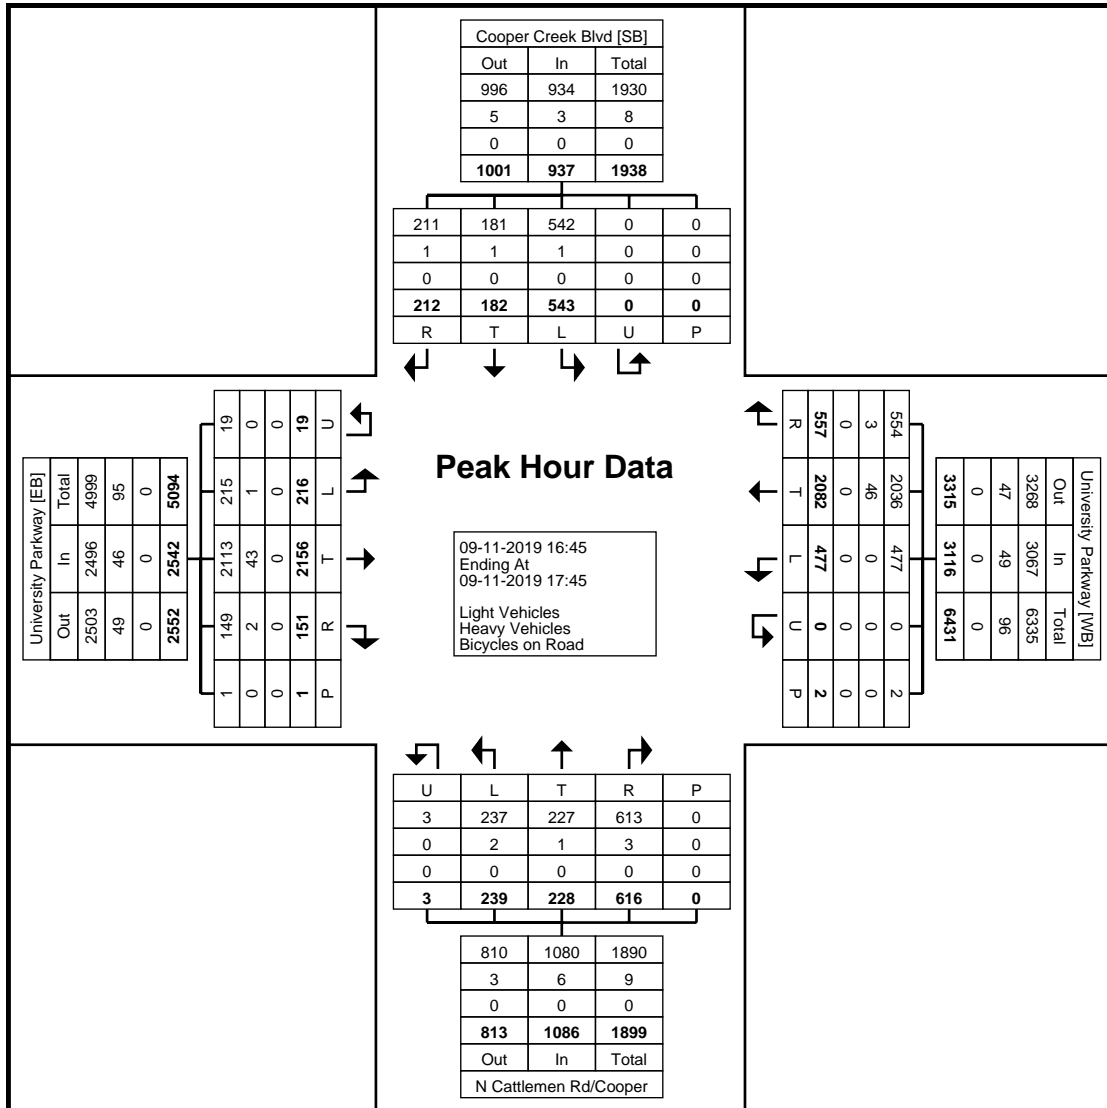 Cooper Creek Blvd [SB]
Out In Total
996 934 1930
5 3 8
0 0 0
1001 937 1938
211 181 542 0 0
1 1 1 0 0
0 0 0 0 0
212 182 543 0 0
R T L U P
University Parkway [EB]
Total In Out
4999 2496 2503
95 46 49
0 0 0
5094 2542 2552
19 215 2113 149 1
0 1 43 2 0
0 0 0 0 0
19 216 2156 151 1
U L T R P
Peak Hour Data
09-11-2019 16:45
Ending At
09-11-2019 17:45
Light Vehicles
Heavy Vehicles
Bicycles on Road
University Parkway [WB]
Out In Total
3268 3067 6335
47 49 96
0 0 0
3315 3116 6431
554 2036 477 0 2
3 46 0 0 0
0 0 0 0 0
557 2082 477 0 2
R T L U P
U L T R P
3 237 227 613 0
0 2 1 3 0
0 0 0 0 0
3 239 228 616 0
810 1080 1890
3 6 9
0 0 0
813 1086 1899
Out In Total
N Cattlemen Rd/Cooper